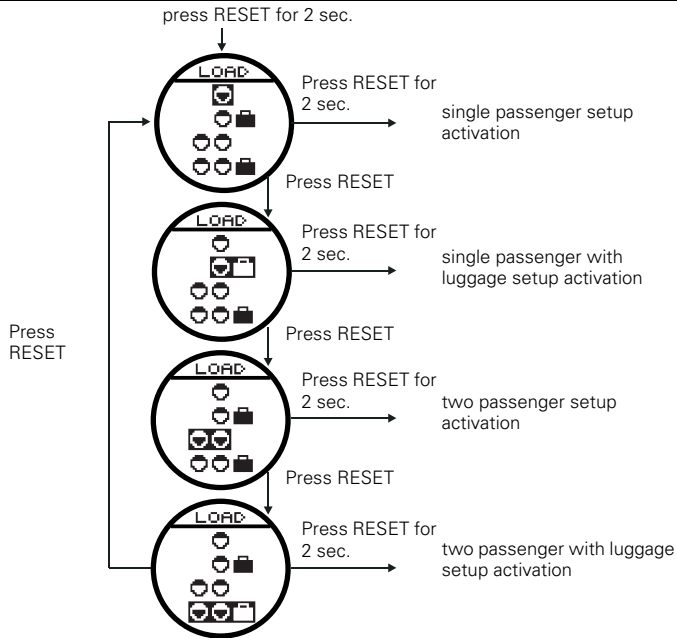 press RESET for 2 sec.
LOAD
Press RESET for
2 sec.
single passenger setup
activation
Press RESET
LOAD
Press RESET for
2 sec.
single passenger with
luggage setup activation
Press
RESET
Press RESET
LOAD
Press RESET for
2 sec.
two passenger setup
activation
Press RESET
LOAD
Press RESET for
2 sec.
two passenger with luggage
setup activation